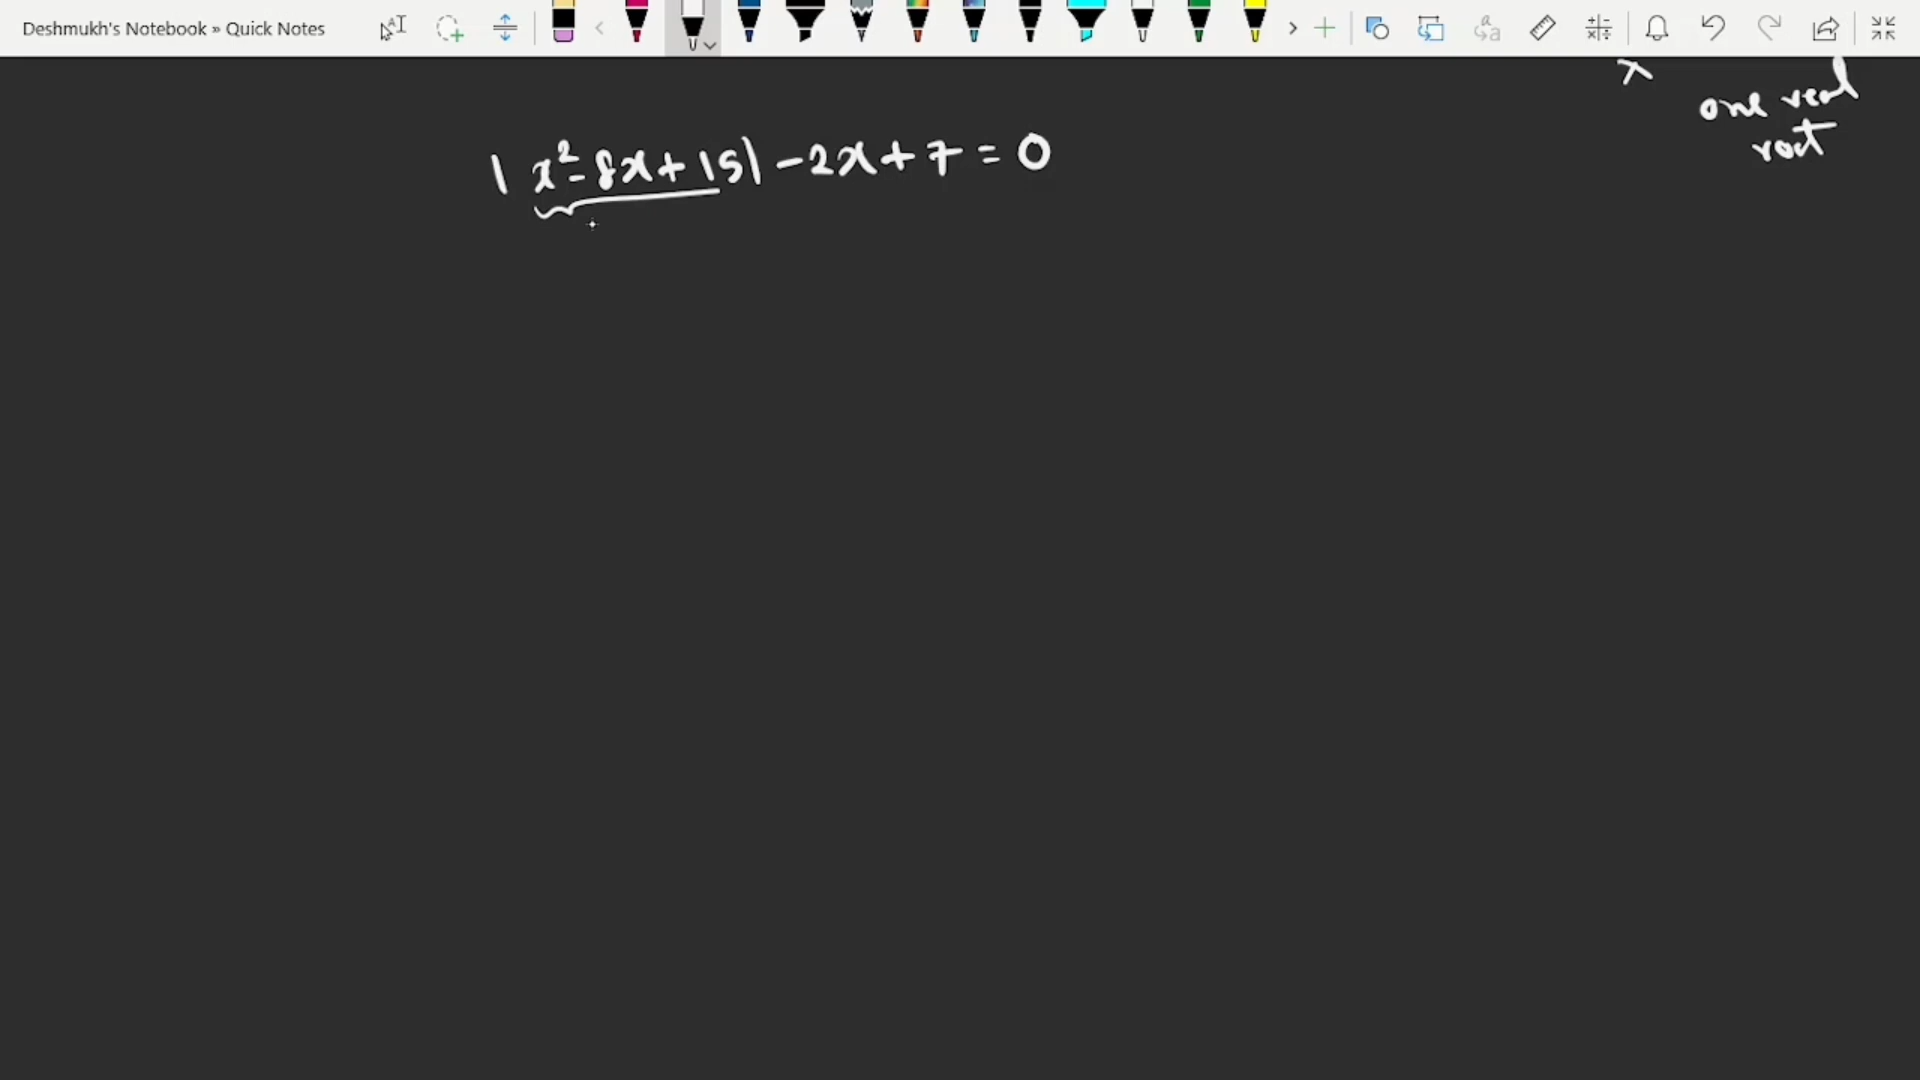 Deshmukh's Notebook » Quick Notes
one real
root
| x² - 8x + 15 | - 2x + 7 = 0